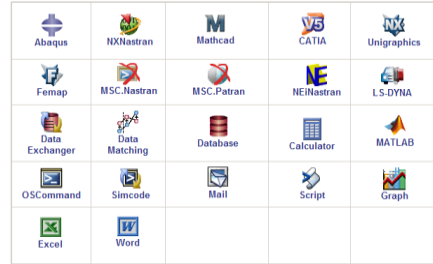 Abaqus NXNastran Mathcad CATIA Unigraphics
Femap MSC.Nastran MSC.Patran NEiNastran LS-DYNA
Data Exchanger Data Matching Database Calculator MATLAB
OSCommand Simcode Mail Script Graph
Excel Word